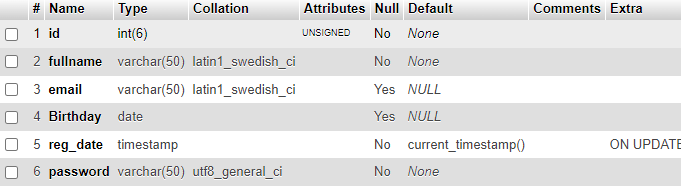 # Name Type Collation Attributes Null Default Comments Extra
1 id int(6) UNSIGNED No None
2 fullname varchar(50) latin1_swedish_ci No None
3 email varchar(50) latin1_swedish_ci Yes NULL
4 Birthday date Yes NULL
5 reg_date timestamp No current_timestamp() ON UPDATE
6 password varchar(50) utf8_general_ci No None